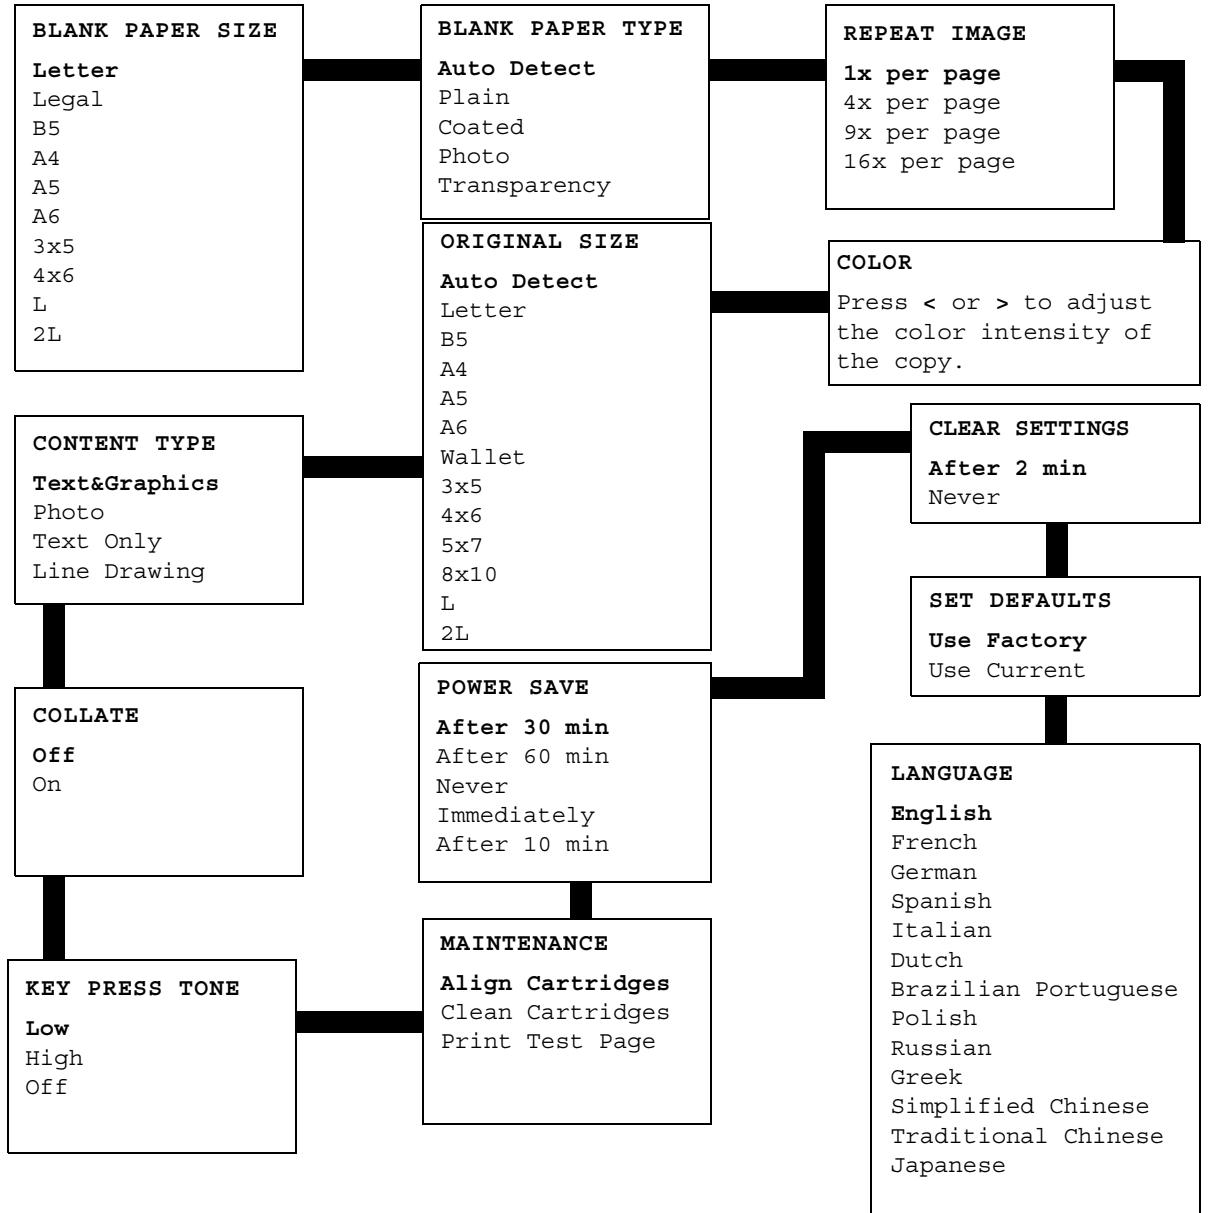 BLANK PAPER SIZE
Letter
Legal
B5
A4
A5
A6
3x5
4x6
L
2L
BLANK PAPER TYPE
Auto Detect
Plain
Coated
Photo
Transparency
REPEAT IMAGE
1x per page
4x per page
9x per page
16x per page
COLOR
Press < or > to adjust
the color intensity of
the copy.
ORIGINAL SIZE
Auto Detect
Letter
B5
A4
A5
A6
Wallet
3x5
4x6
5x7
8x10
L
2L
CONTENT TYPE
Text&Graphics
Photo
Text Only
Line Drawing
COLLATE
Off
On
KEY PRESS TONE
Low
High
Off
MAINTENANCE
Align Cartridges
Clean Cartridges
Print Test Page
POWER SAVE
After 30 min
After 60 min
Never
Immediately
After 10 min
CLEAR SETTINGS
After 2 min
Never
SET DEFAULTS
Use Factory
Use Current
LANGUAGE
English
French
German
Spanish
Italian
Dutch
Brazilian Portuguese
Polish
Russian
Greek
Simplified Chinese
Traditional Chinese
Japanese